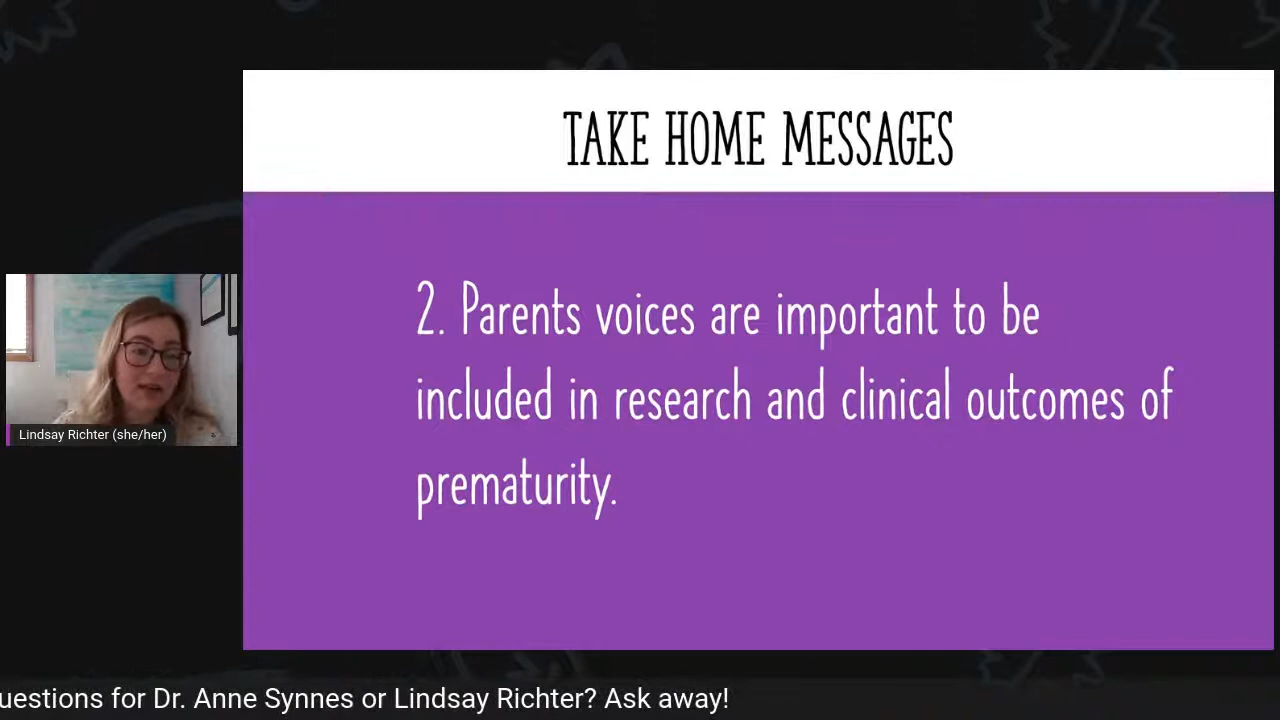 TAKE HOME MESSAGES
2. Parents voices are important to be
included in research and clinical outcomes of
prematurity.
Lindsay Richter (she/her)
uestions for Dr. Anne Synnes or Lindsay Richter? Ask away!